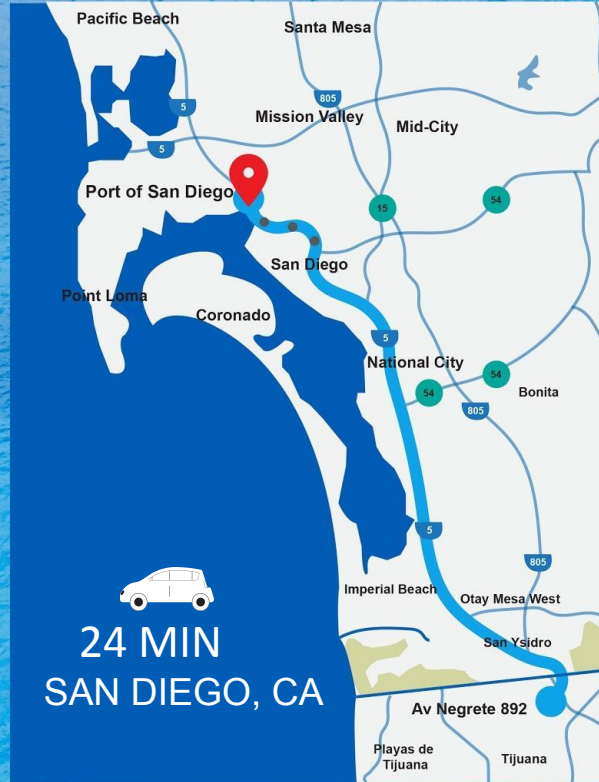 Pacific Beach
Santa Mesa
805
5
Mission Valley
Mid-City
5
Port of San Diego
15
54
San Diego
Point Loma
Coronado
5
National City
54
54
Bonita
805
5
805
Imperial Beach
Otay Mesa West
San Ysidro
24 MIN
SAN DIEGO, CA
Av Negrete 892
Playas de
Tijuana
Tijuana